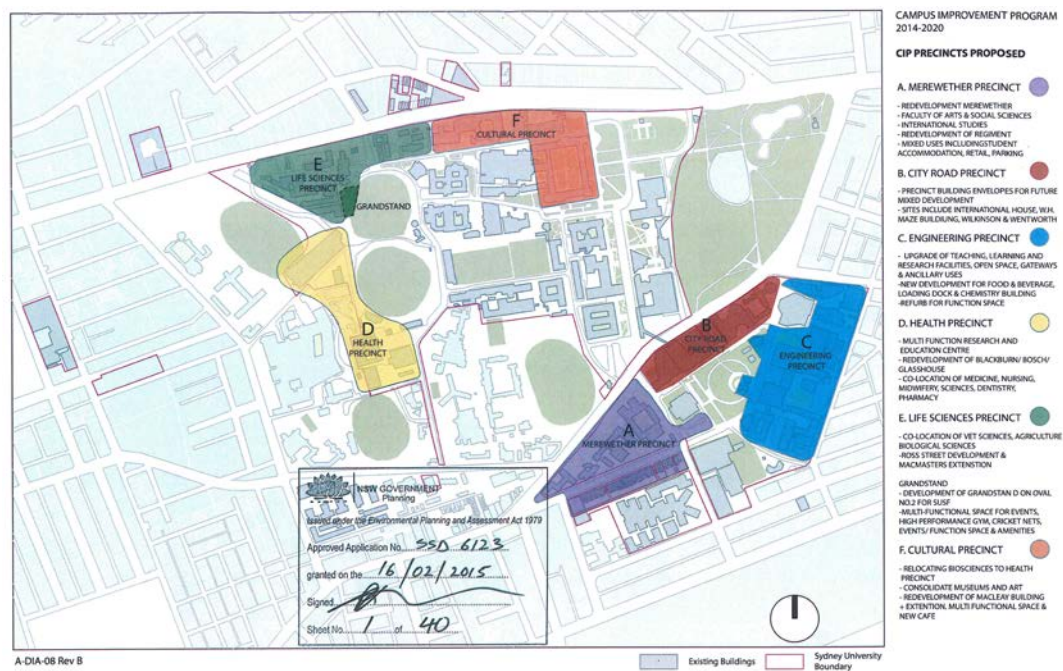 CAMPUS IMPROVEMENT PROGRAM
2014-2020
CIP PRECINCTS PROPOSED
A. MEREWETHER PRECINCT
- REDEVELOPMENT MEREWETHER
- FACULTY OF ARTS & SOCIAL SCIENCES
- INTERNATIONAL STUDIES
- REDEVELOPMENT OF REGIMENT
- MIXED USES INCLUDINGSTUDENT
ACCOMMODATION, RETAIL, PARKING
B. CITY ROAD PRECINCT
- PRECINCT BUILDING ENVELOPES FOR FUTURE
MIXED DEVELOPMENT
- SITES INCLUDE INTERNATIONAL HOUSE, W.H.
MAZE BUILDIUNG, WILKINSON & WENTWORTH
C. ENGINEERING PRECINCT
- UPGRADE OF TEACHING, LEARNING AND
RESEARCH FACILITIES, OPEN SPACE, GATEWAYS
& ANCILLARY USES
-NEW DEVELOPMENT FOR FOOD & BEVERAGE,
LOADING DOCK & CHEMISTRY BUILDING
-REFURB FOR FUNCTION SPACE
D. HEALTH PRECINCT
- MULTI FUNCTION RESEARCH AND
EDUCATION CENTRE
- REDEVELOPMENT OF BLACKBURN/ BOSCH/
GLASSHOUSE
- CO-LOCATION OF MEDICINE, NURSING,
MIDWIFERY, SCIENCES, DENTISTRY,
PHARMACY
E. LIFE SCIENCES PRECINCT
- CO-LOCATION OF VET SCIENCES, AGRICULTURE
BIOLOGICAL SCIENCES
-ROSS STREET DEVELOPMENT &
MACMASTERS EXTENSTION
GRANDSTAND
- DEVELOPMENT OF GRANDSTAN D ON OVAL
NO.2 FOR SUSF
-MULTI-FUNCTIONAL SPACE FOR EVENTS,
HIGH PERFORMANCE GYM, CRICKET NETS,
EVENTS/ FUNCTION SPACE & AMENITIES
F. CULTURAL PRECINCT
- RELOCATING BIOSCIENCES TO HEALTH
PRECINCT
- CONSOLIDATE MUSEUMS AND ART
- REDEVELOPMENT OF MACLEAY BUILDING
+ EXTENTION, MULTI FUNCTIONAL SPACE &
NEW CAFE
F
CULTURAL PRECINCT
E
LIFE SCIENCES
PRECINCT
GRANDSTAND
D
HEALTH
PRECINCT
B
CITY ROAD
PRECINCT
C
ENGINEERING
PRECINCT
A
MEREWETHER PRECINCT
NSW GOVERNMENT
Planning
Issued under the Environmental Planning and Assessment Act 1979
Approved Application No. SSD 6123
granted on the 16/02/2015
Signed
Sheet No. 1 of 40
A-DIA-08 Rev B
Existing Buildings
Sydney University
Boundary